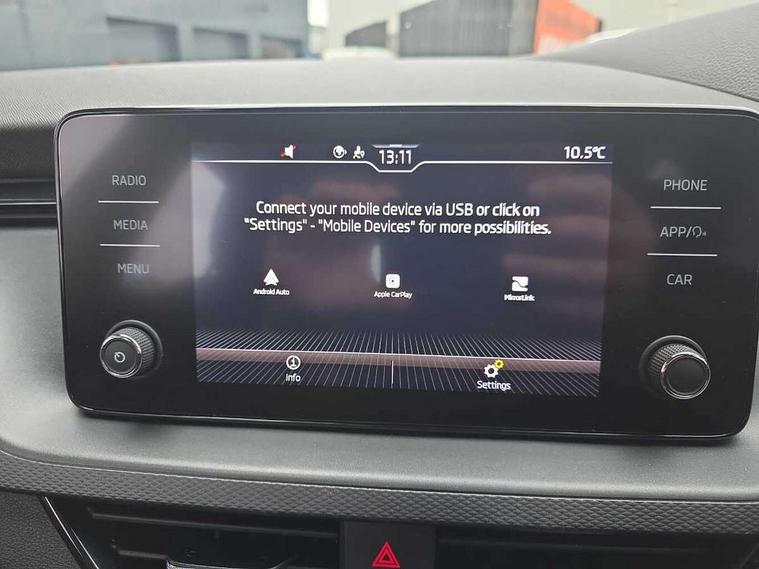 13:11
10.5°C
RADIO
MEDIA
MENU
Connect your mobile device via USB or click on
"Settings" - "Mobile Devices" for more possibilities.
PHONE
APP/
CAR
Android Auto
Apple CarPlay
MirrorLink
Info
Settings